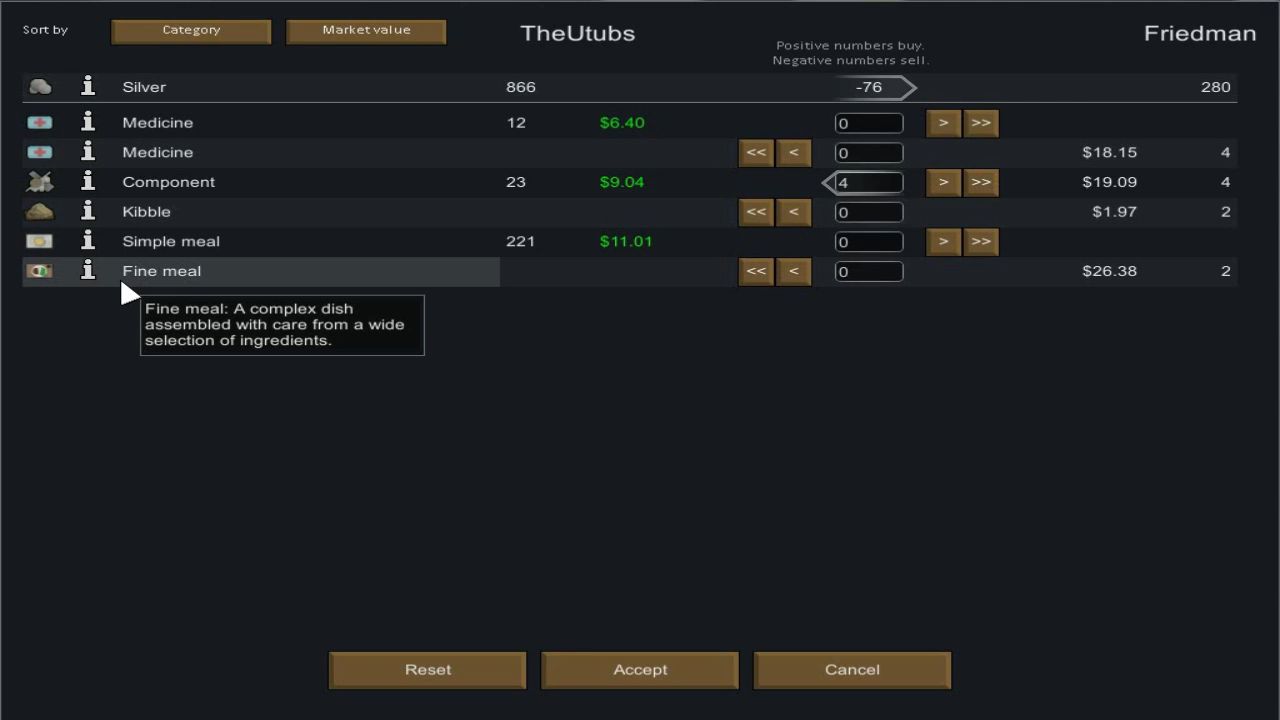 Sort by Category Market value TheUtubs Friedman
Positive numbers buy.
Negative numbers sell.
Silver 866 -76 280
Medicine 12 $6.40 0 > >>
Medicine << < 0 $18.15 4
Component 23 $9.04 4 > >> $19.09 4
Kibble << < 0 $1.97 2
Simple meal 221 $11.01 0 > >>
Fine meal << < 0 $26.38 2
Fine meal: A complex dish
assembled with care from a wide
selection of ingredients.
Reset Accept Cancel